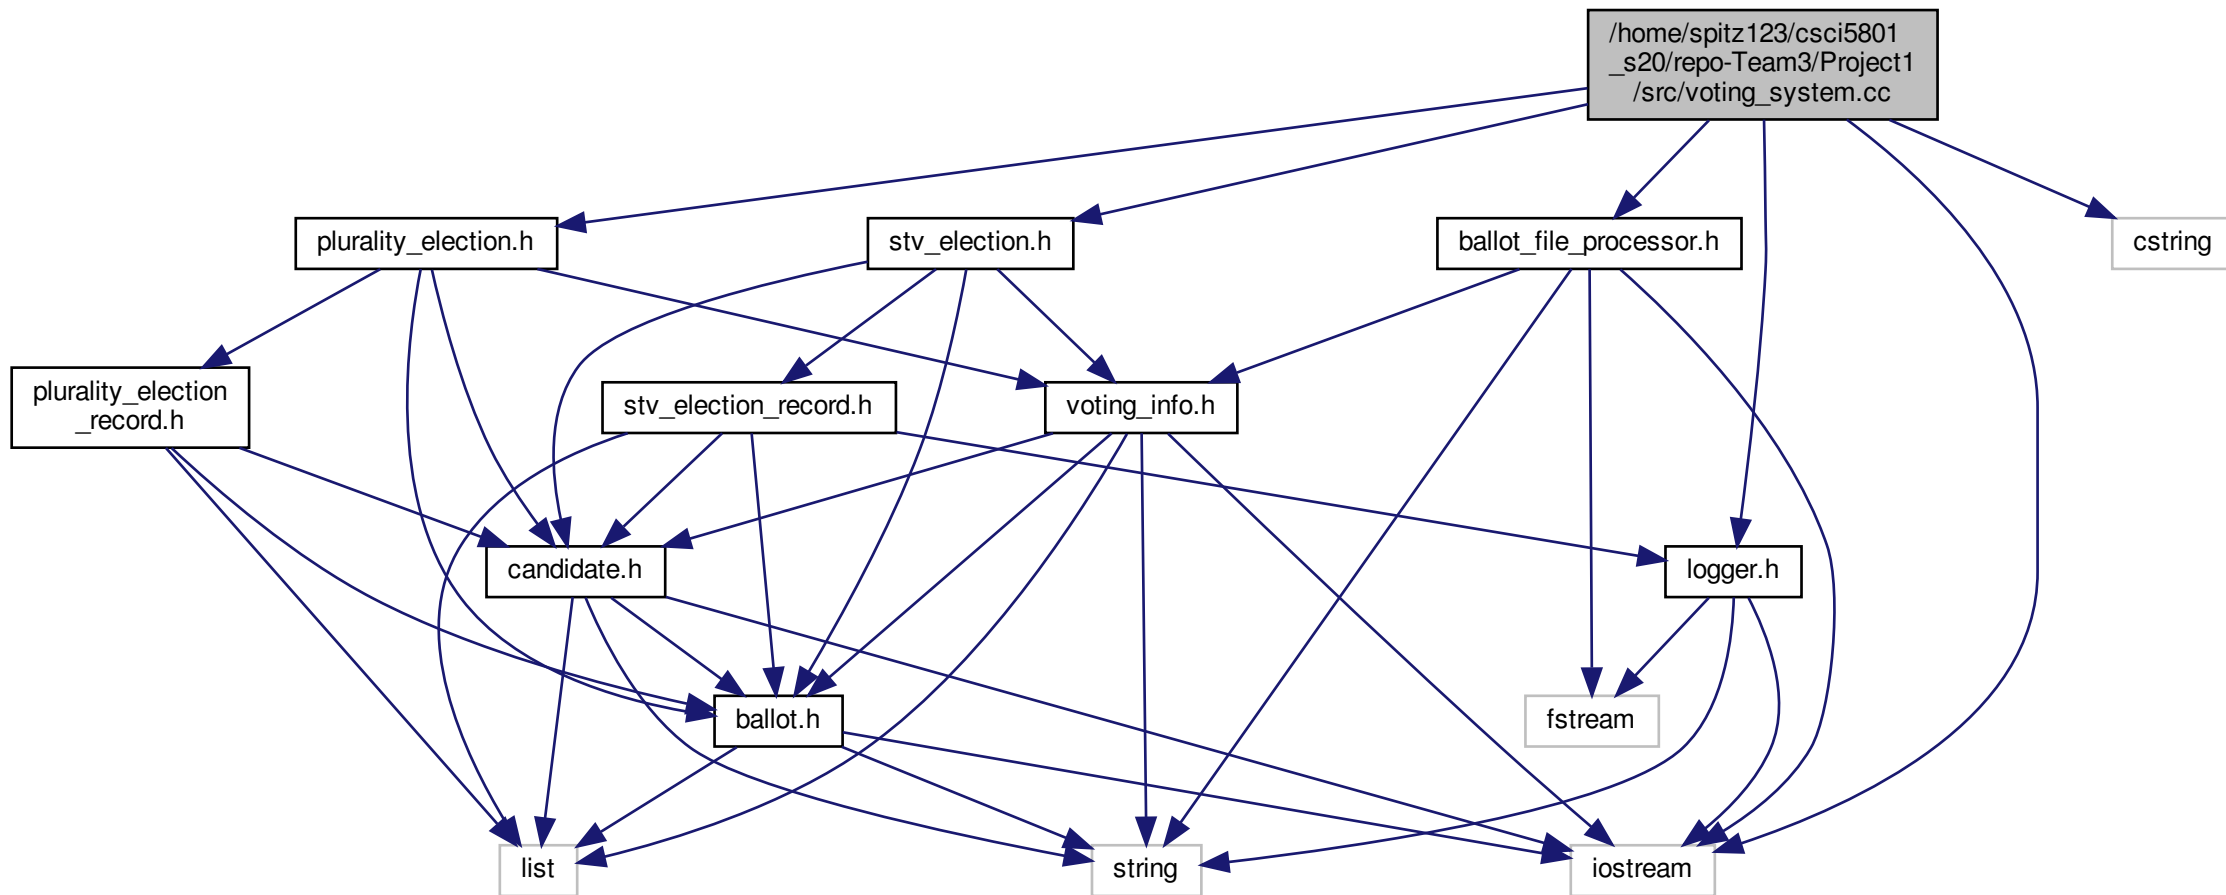 /home/spitz123/csci5801
_s20/repo-Team3/Project1
/src/voting_system.cc
plurality_election.h
stv_election.h
ballot_file_processor.h
cstring
plurality_election
_record.h
stv_election_record.h
voting_info.h
candidate.h
logger.h
ballot.h
fstream
list
string
iostream